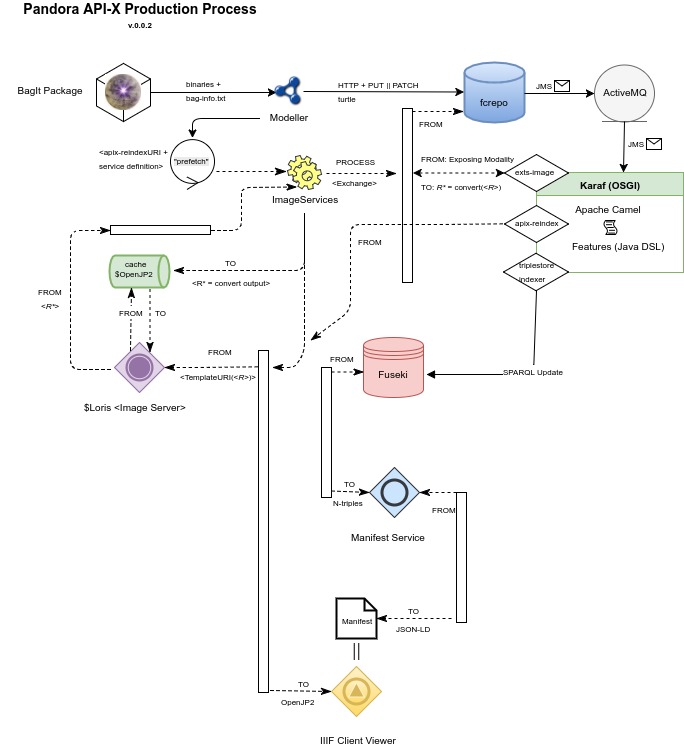 Pandora API-X Production Process
v.0.0.2
BagIt Package
binaries +
bag-info.txt
Modeller
HTTP + PUT || PATCH
turtle
fcrepo
JMS
ActiveMQ
JMS
<apix-reindexURI +
service definition>
"prefetch"
ImageServices
PROCESS
<Exchange>
FROM
FROM: Exposing Modality
TO: R* = convert(<R>)
exts-image
Karaf (OSGI)
Apache Camel
Features (Java DSL)
apix-reindex
triplestore
indexer
FROM
cache
$OpenJP2
TO
<R* = convert output>
FROM
<R*>
FROM
TO
$Loris <Image Server>
FROM
<TemplateURI(<R>)>
FROM
Fuseki
SPARQL Update
TO
N-triples
Manifest Service
FROM
Manifest
TO
JSON-LD
TO
OpenJP2
IIIF Client Viewer